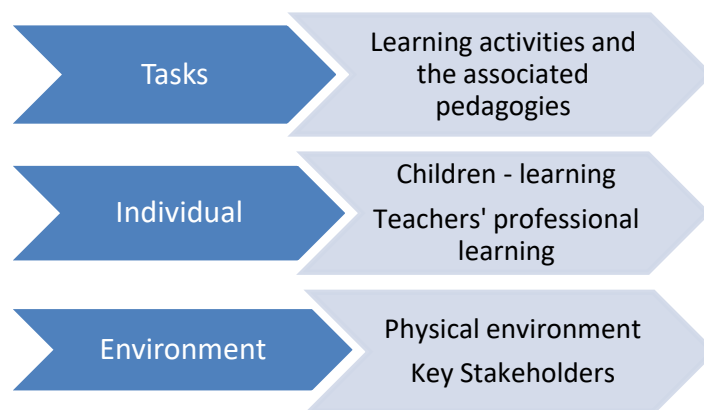 Tasks
Learning activities and
the associated
pedagogies
Individual
Children - learning
Teachers' professional
learning
Environment
Physical environment
Key Stakeholders